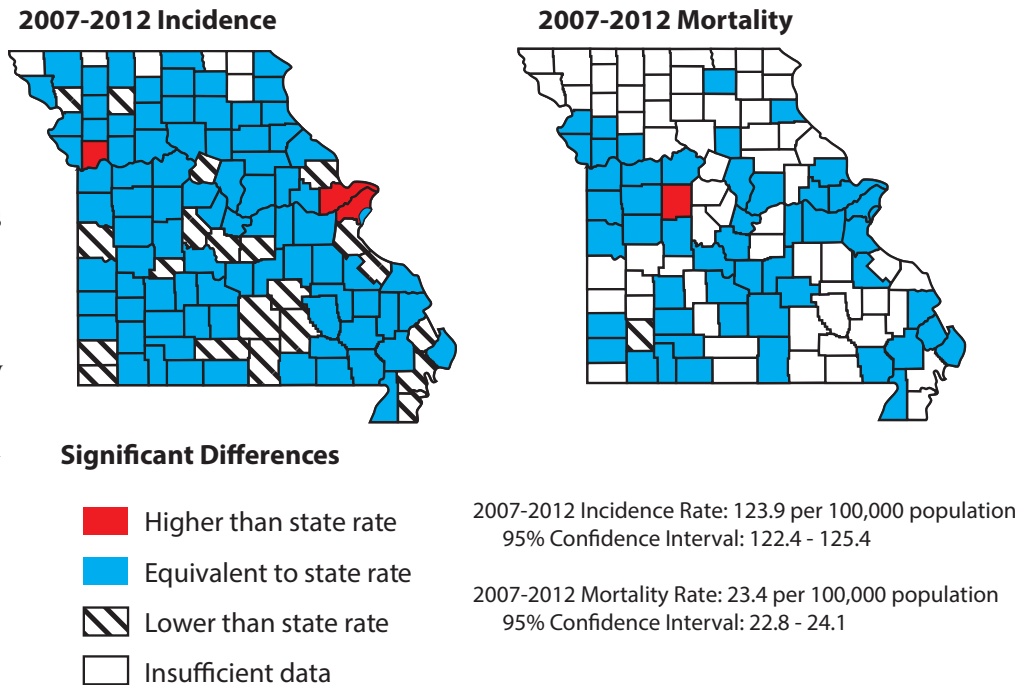 2007-2012 Incidence
2007-2012 Mortality
Significant Differences
Higher than state rate
Equivalent to state rate
Lower than state rate
Insufficient data
2007-2012 Incidence Rate: 123.9 per 100,000 population
95% Confidence Interval: 122.4 - 125.4
2007-2012 Mortality Rate: 23.4 per 100,000 population
95% Confidence Interval: 22.8 - 24.1